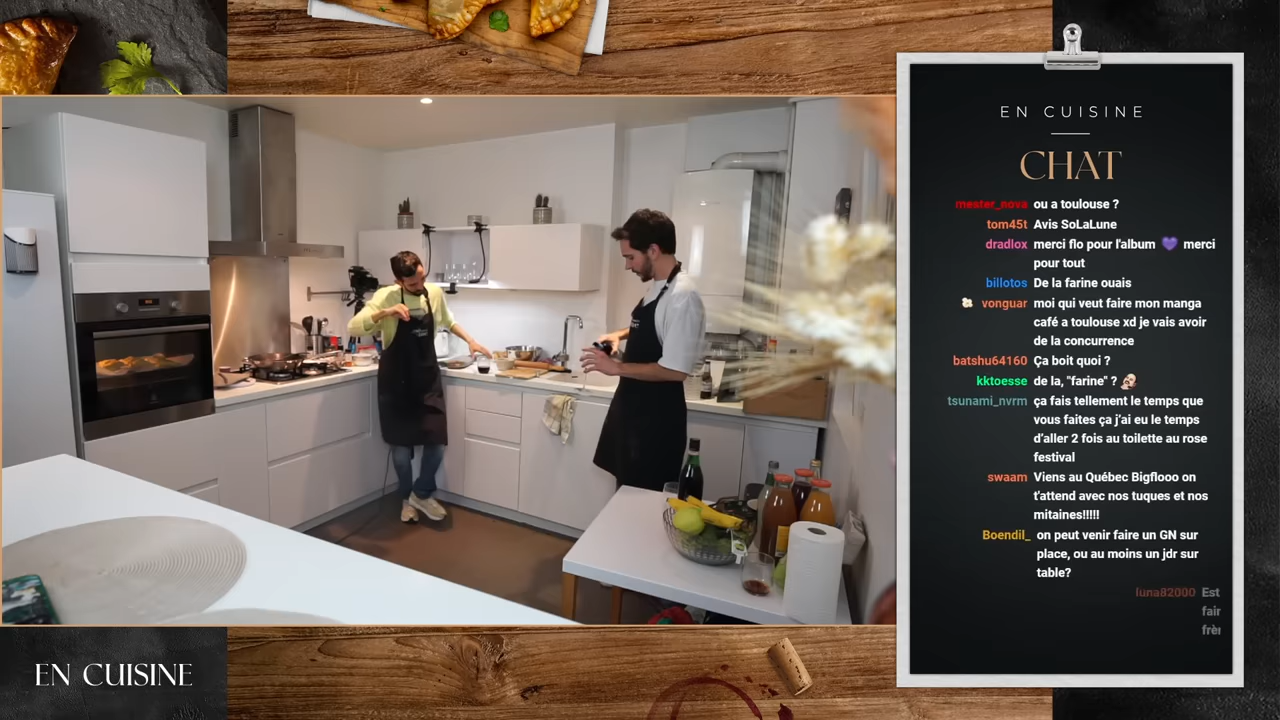 EN CUISINE
CHAT
mester_nova ou a toulouse ?
tom45t Avis SoLaLune
dradlox merci flo pour l'album 💜 merci
pour tout
billotos De la farine ouais
vonguar moi qui veut faire mon manga
café a toulouse xd je vais avoir
de la concurrence
batshu64160 Ça boit quoi ?
kktoesse de la, "farine" ?
tsunami_nvrm ça fais tellement le temps que
vous faites ça j'ai eu le temps
d'aller 2 fois au toilette au rose
festival
swaam Viens au Québec Bigflooo on
t'attend avec nos tuques et nos
mitaines!!!!!
Boendil_ on peut venir faire un GN sur
place, ou au moins un jdr sur
table?
luna82000 Est
fair
EN CUISINE